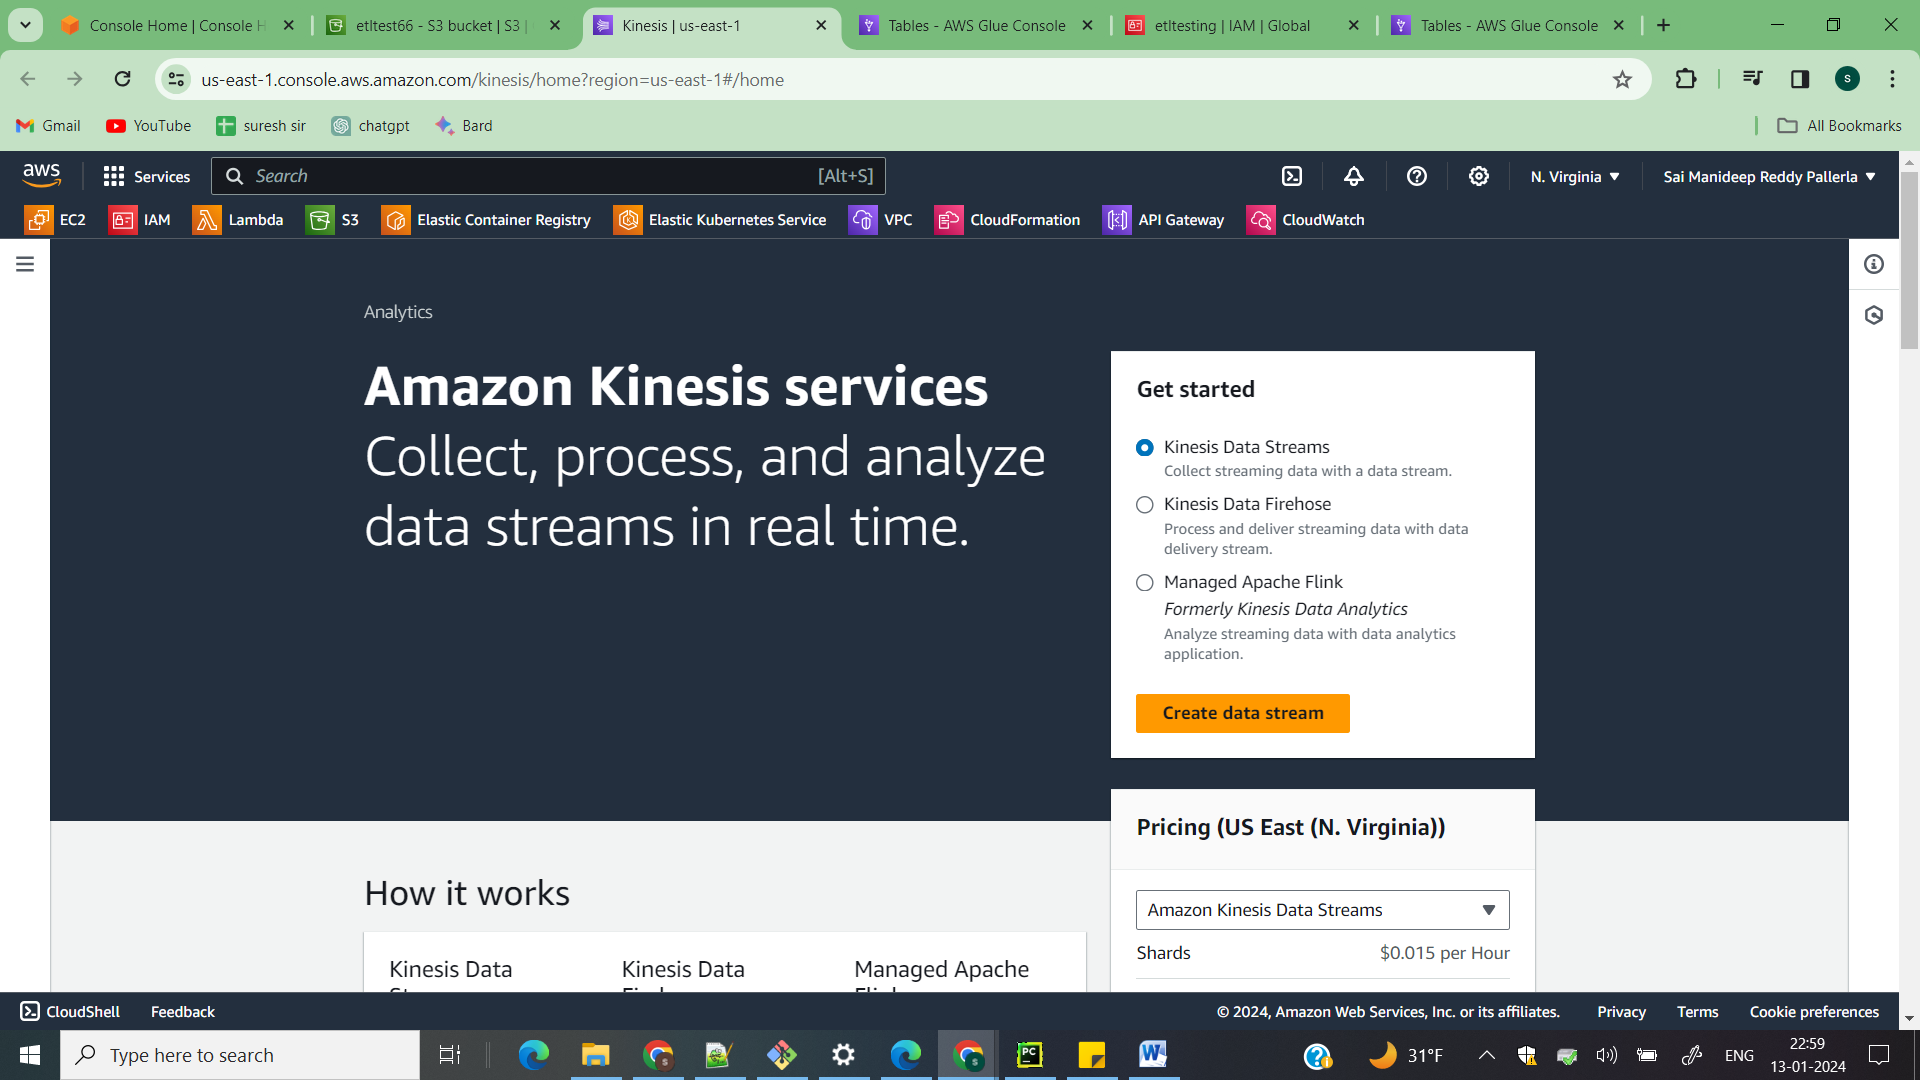 Console Home | Console H
etltest66 - S3 bucket | S3 |
Kinesis | us-east-1
Tables - AWS Glue Console
etltesting | IAM | Global
Tables - AWS Glue Console
us-east-1.console.aws.amazon.com/kinesis/home?region=us-east-1#/home
S
Gmail
YouTube
suresh sir
chatgpt
Bard
All Bookmarks
aws
Services
Search
[Alt+S]
N. Virginia
Sai Manideep Reddy Pallerla
EC2
IAM
Lambda
S3
Elastic Container Registry
Elastic Kubernetes Service
VPC
CloudFormation
API Gateway
CloudWatch
Analytics
Amazon Kinesis services
Collect, process, and analyze
data streams in real time.
Get started
Kinesis Data Streams
Collect streaming data with a data stream.
Kinesis Data Firehose
Process and deliver streaming data with data
delivery stream.
Managed Apache Flink
Formerly Kinesis Data Analytics
Analyze streaming data with data analytics
application.
Create data stream
Pricing (US East (N. Virginia))
Amazon Kinesis Data Streams
Shards
$0.015 per Hour
How it works
Kinesis Data
Kinesis Data
Managed Apache
CloudShell
Feedback
© 2024, Amazon Web Services, Inc. or its affiliates.
Privacy
Terms
Cookie preferences
Type here to search
PC
31°F
ENG
22:59
13-01-2024